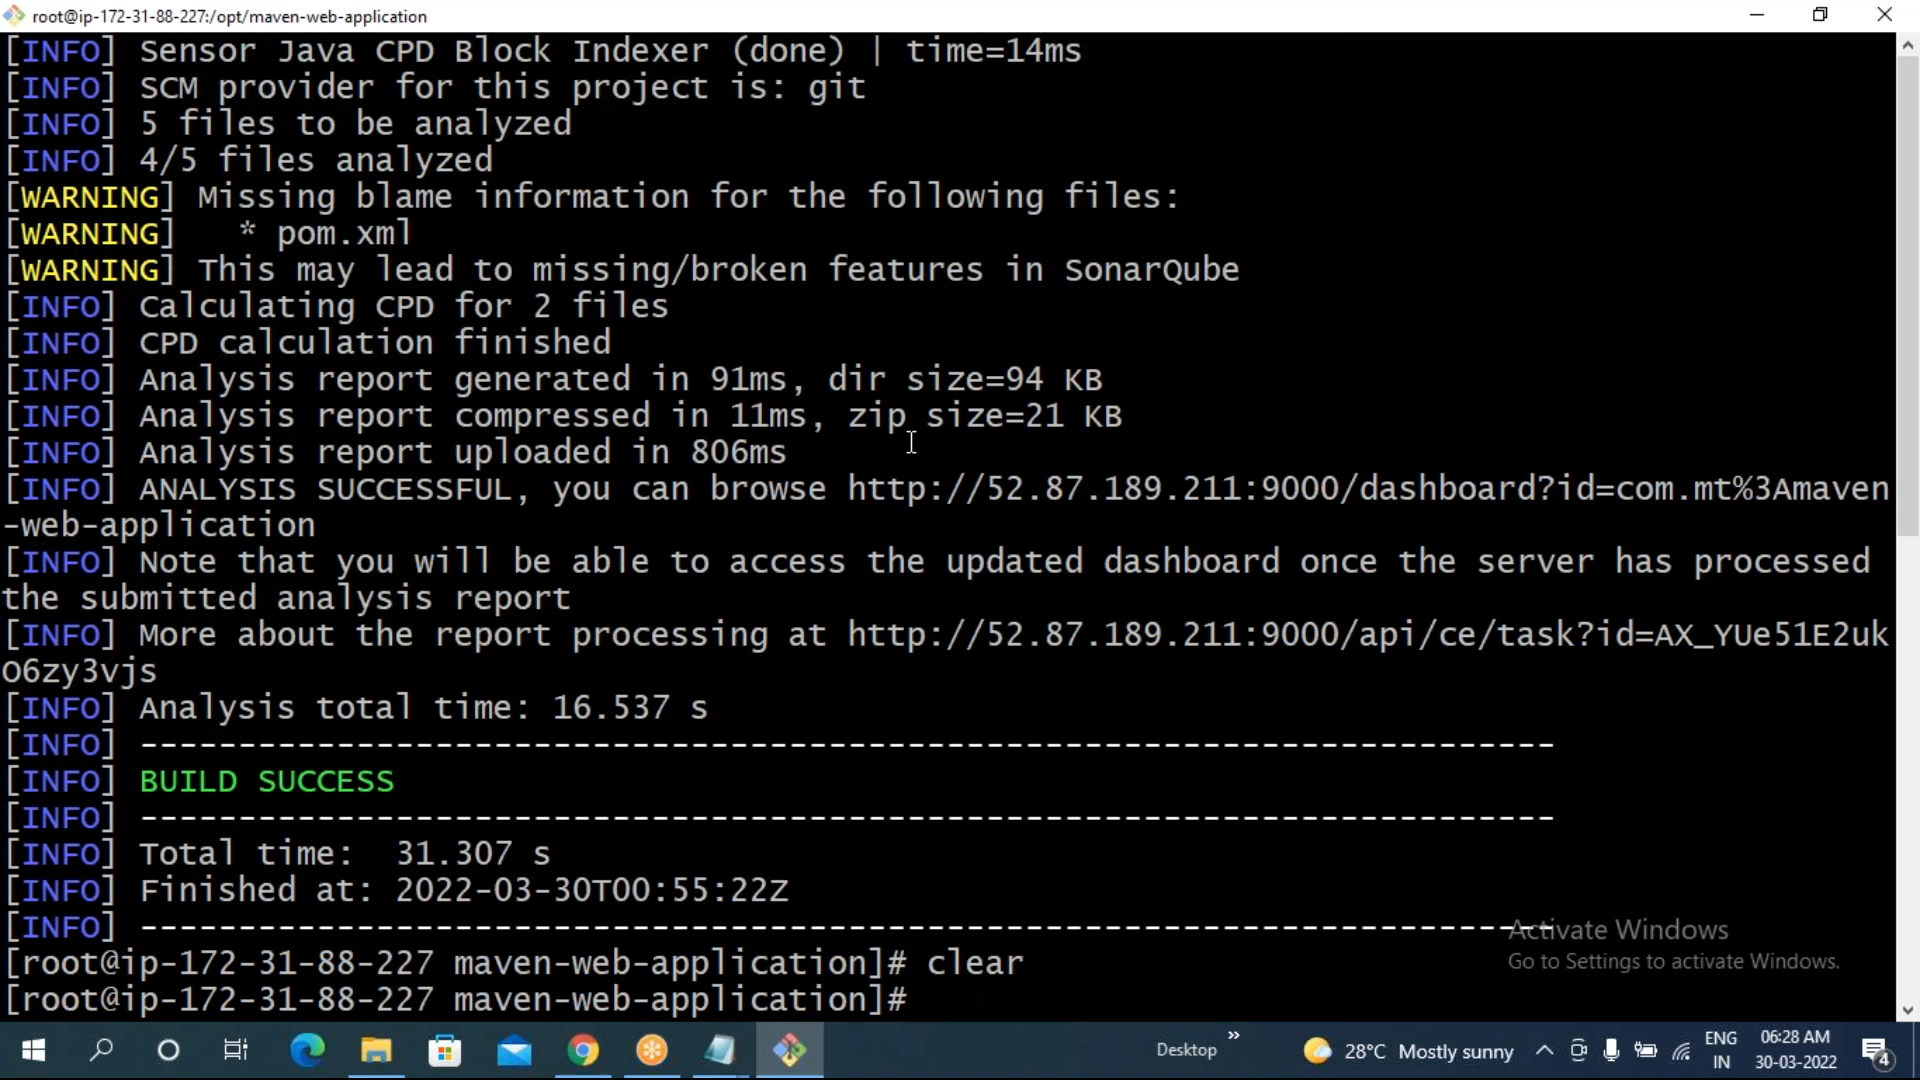 root@ip-172-31-88-227:/opt/maven-web-application
[INFO] Sensor Java CPD Block Indexer (done) | time=14ms
[INFO] SCM provider for this project is: git
[INFO] 5 files to be analyzed
[INFO] 4/5 files analyzed
[WARNING] Missing blame information for the following files:
[WARNING]   * pom.xml
[WARNING] This may lead to missing/broken features in SonarQube
[INFO] Calculating CPD for 2 files
[INFO] CPD calculation finished
[INFO] Analysis report generated in 91ms, dir size=94 KB
[INFO] Analysis report compressed in 11ms, zip size=21 KB
[INFO] Analysis report uploaded in 806ms
[INFO] ANALYSIS SUCCESSFUL, you can browse http://52.87.189.211:9000/dashboard?id=com.mt%3Amaven
-web-application
[INFO] Note that you will be able to access the updated dashboard once the server has processed
the submitted analysis report
[INFO] More about the report processing at http://52.87.189.211:9000/api/ce/task?id=AX_YUe51E2uk
O6zy3vjs
[INFO] Analysis total time: 16.537 s
[INFO] ------------------------------------------------------------------------
[INFO] BUILD SUCCESS
[INFO] ------------------------------------------------------------------------
[INFO] Total time:  31.307 s
[INFO] Finished at: 2022-03-30T00:55:22Z
[INFO] ------------------------------------------------------------------------
[root@ip-172-31-88-227 maven-web-application]# clear
[root@ip-172-31-88-227 maven-web-application]#
Activate Windows
Go to Settings to activate Windows.
Desktop
28°C Mostly sunny
ENG
IN
06:28 AM
30-03-2022
4